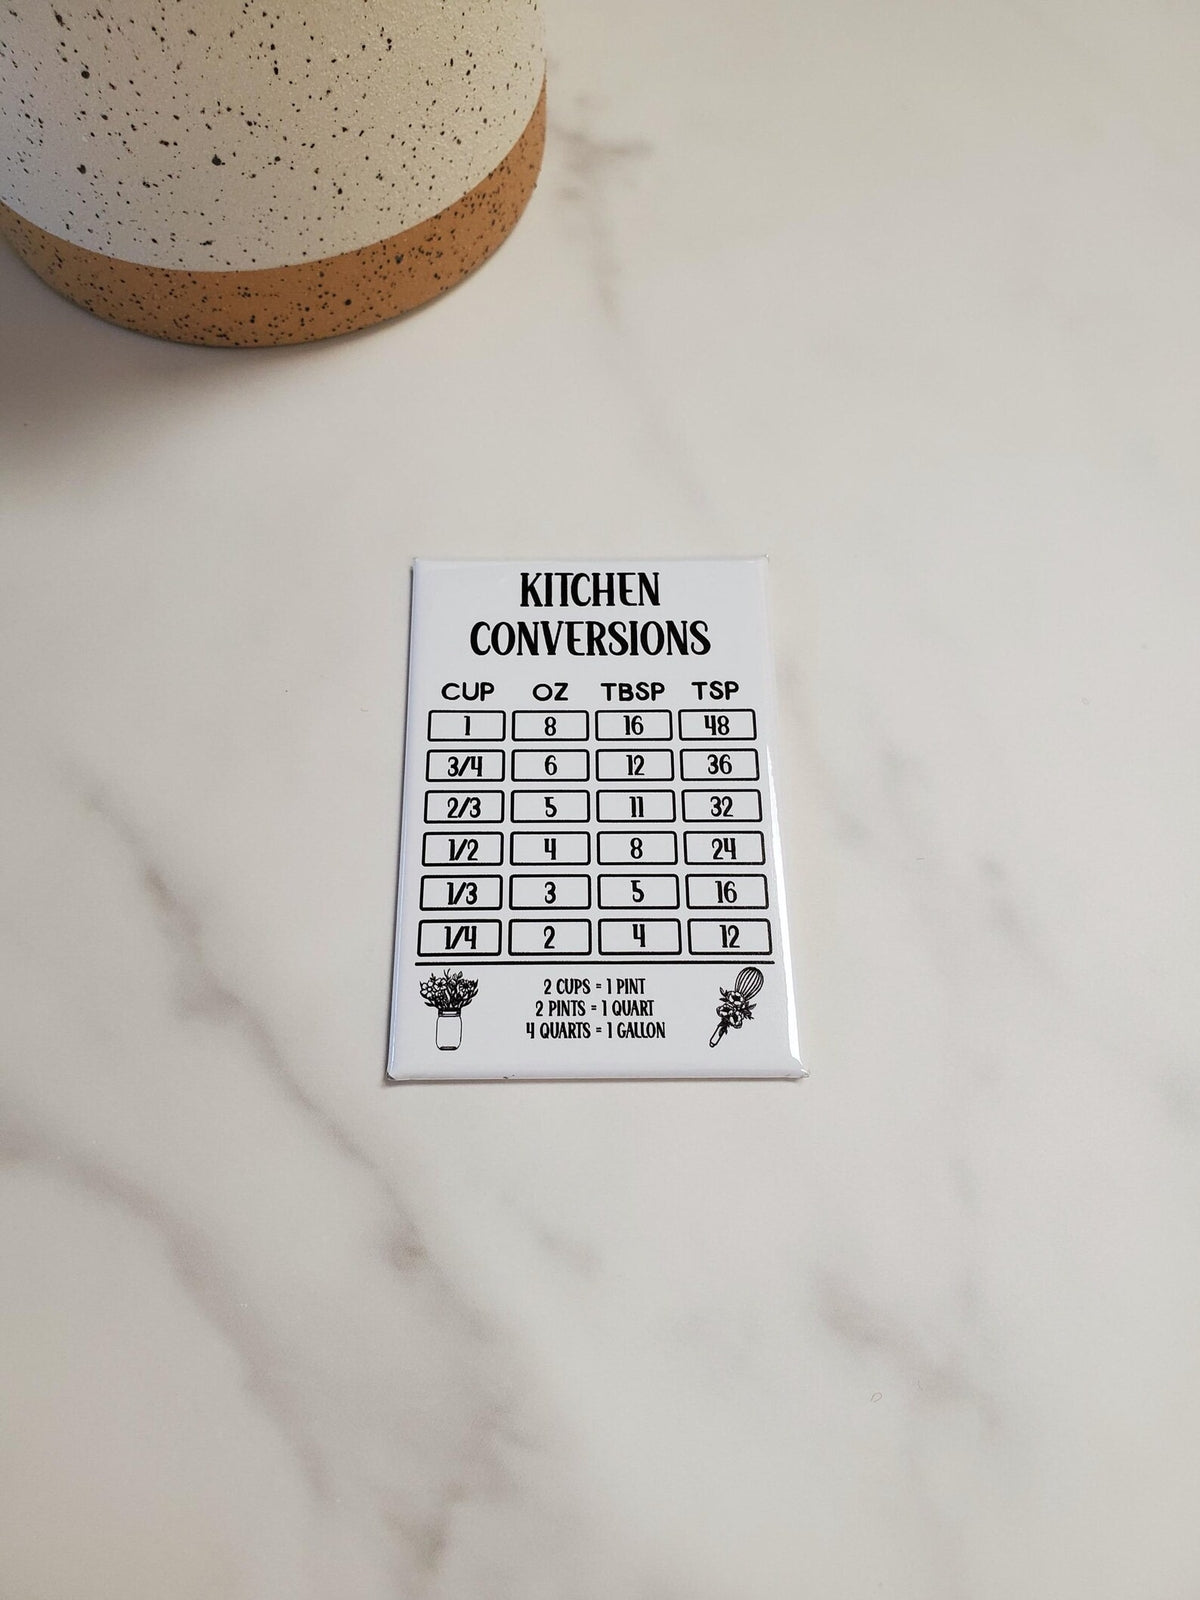 KITCHEN
CONVERSIONS
CUP OZ TBSP TSP
1 8 16 48
3/4 6 12 36
2/3 5 11 32
1/2 4 8 24
1/3 3 5 16
1/4 2 4 12
2 CUPS = 1 PINT
2 PINTS = 1 QUART
4 QUARTS = 1 GALLON